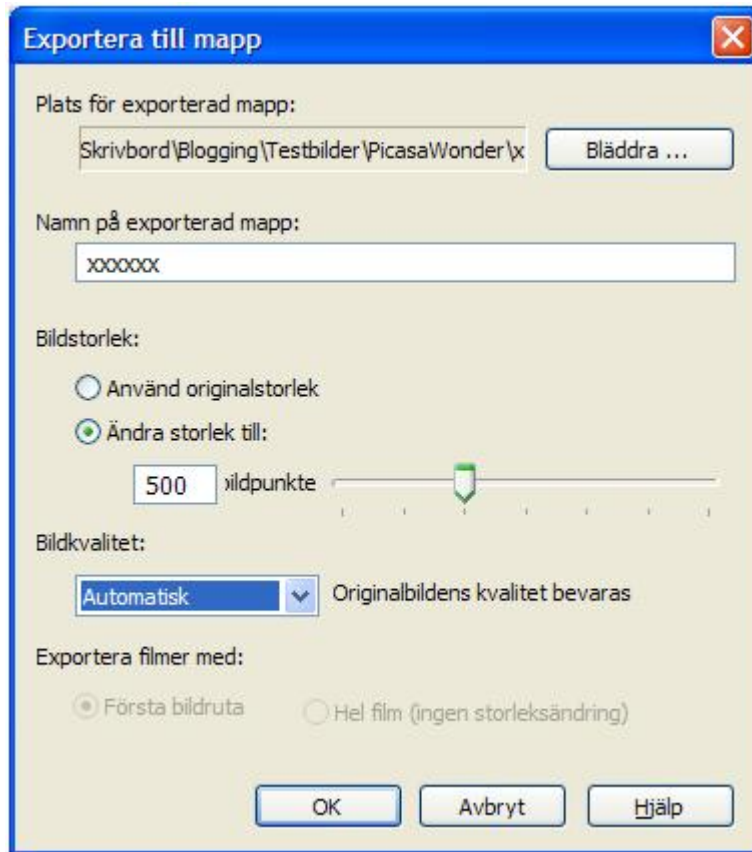 Exportera till mapp
Plats för exporterad mapp:
Skrivbord\Blogging\Testbilder\PicasaWonder\x
Bläddra ...
Namn på exporterad mapp:
xxxxxx
Bildstorlek:
Använd originalstorlek
Ändra storlek till:
500 bildpunkte
Bildkvalitet:
Automatisk Originalbildens kvalitet bevaras
Exportera filmer med:
Första bildruta Hel film (ingen storleksändring)
OK Avbryt Hjälp